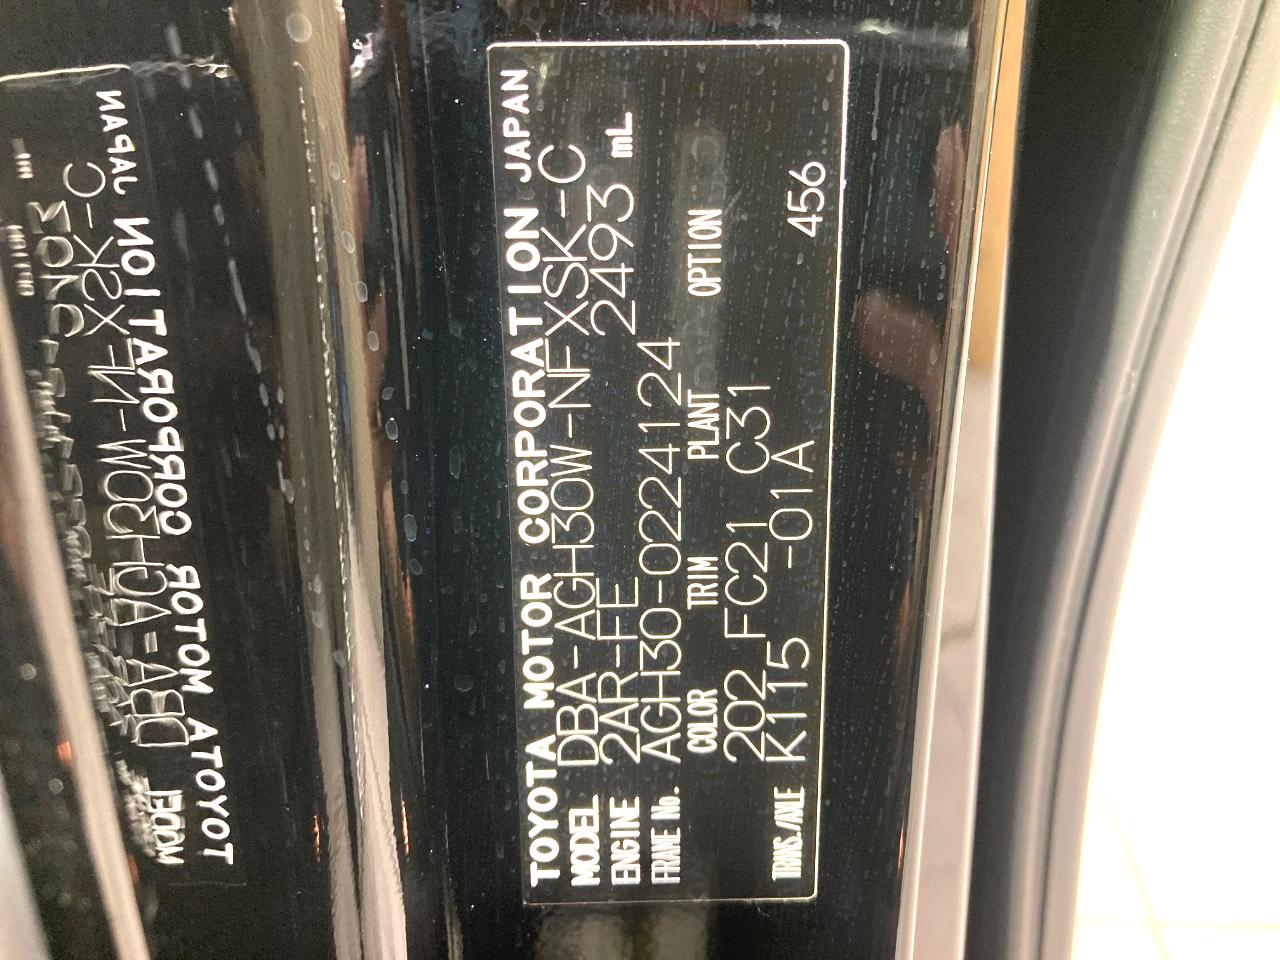 TOYOTA MOTOR CORPORATION JAPAN
MODEL DBA-AGH30W-NFXSK-C
ENGINE 2AR-FE 2493 mL
FRAME No. AGH30-0224124
COLOR TRIM PLANT OPTION
202 FC21 C31
TRANS./AXLE K115 -01A 456